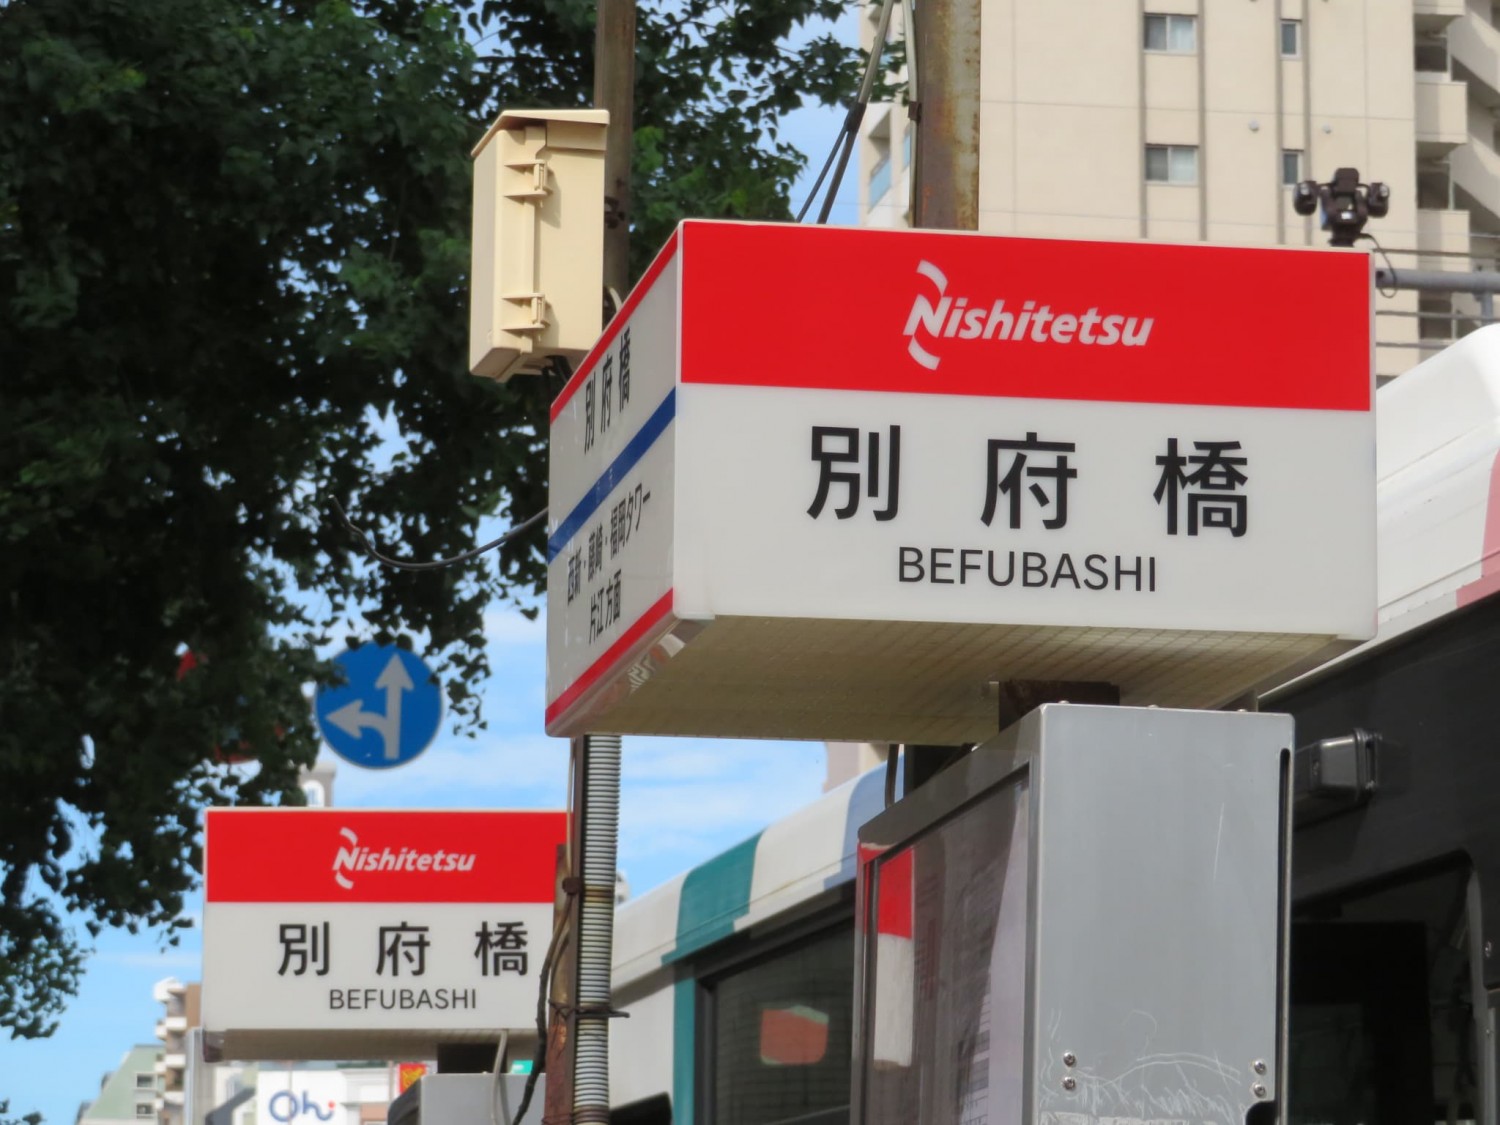 Nishitetsu
別府橋
BEFUBASHI
別府橋
西新・藤崎・福岡タワー
片江方面
Nishitetsu
別府橋
BEFUBASHI